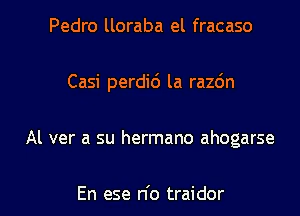 Pedro lloraba el fracaso
Casi perdió la razón
Al ver a su hermano ahogarse
En ese río traidor